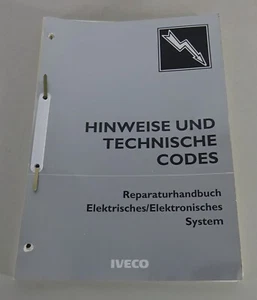 HINWEISE UND
TECHNISCHE
CODES
Reparaturhandbuch
Elektrisches/Elektronisches
System
IVECO